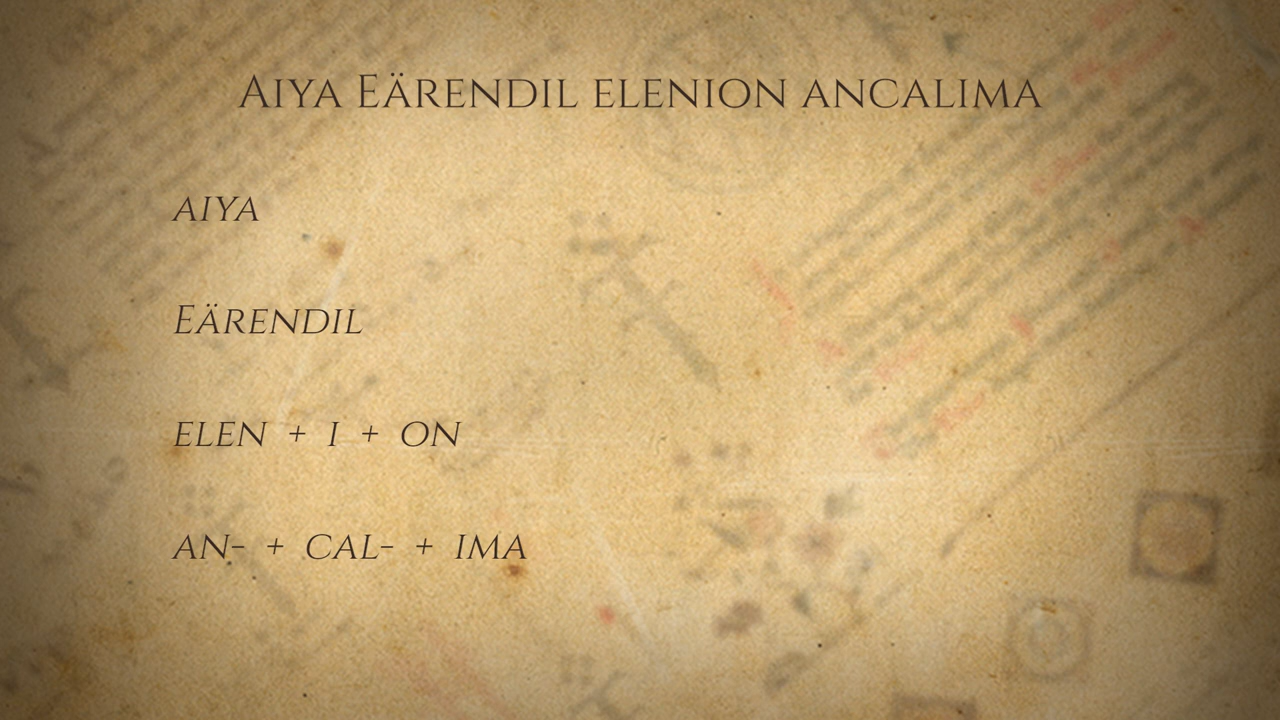 Aiya Eärendil elenion ancalima
aiya
Eärendil
elen + i + on
an- + cal- + ima